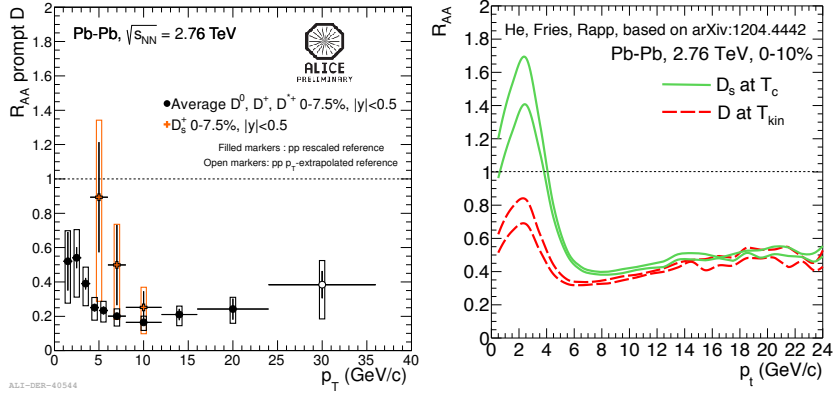 R_AA prompt D
2
1.8
1.6
1.4
1.2
1
0.8
0.6
0.4
0.2
0
Pb-Pb, √s_NN = 2.76 TeV
ALICE
PRELIMINARY
Average D⁰, D⁺, D*⁺ 0-7.5%, |y|<0.5
D_s⁺ 0-7.5%, |y|<0.5
Filled markers : pp rescaled reference
Open markers: pp p_T-extrapolated reference
0 5 10 15 20 25 30 35 40
p_T (GeV/c)
ALI-DER-40544
R_AA
2
1.8
1.6
1.4
1.2
1
0.8
0.6
0.4
0.2
0
He, Fries, Rapp, based on arXiv:1204.4442
Pb-Pb, 2.76 TeV, 0-10%
D_s at T_c
D at T_kin
0 2 4 6 8 10 12 14 16 18 20 22 24
p_t (GeV/c)